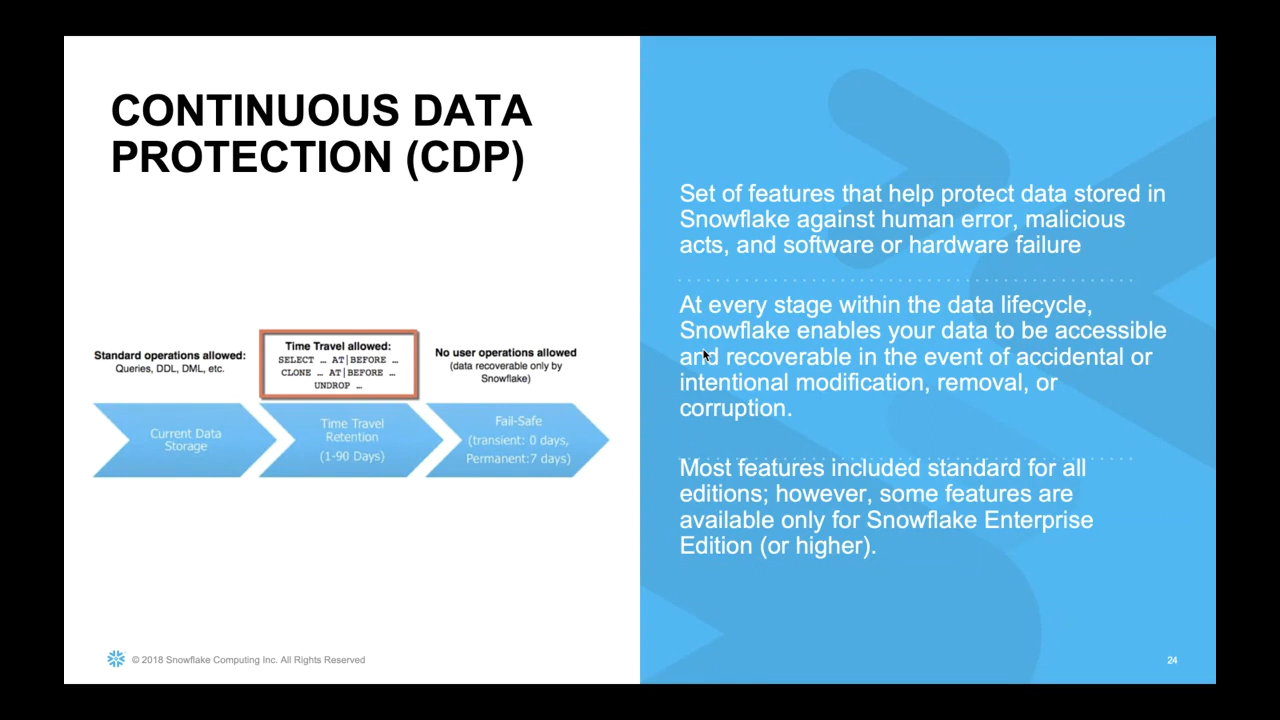 CONTINUOUS DATA
PROTECTION (CDP)
Standard operations allowed:
Queries, DDL, DML, etc.
Time Travel allowed:
SELECT … AT|BEFORE …
CLONE … AT|BEFORE …
UNDROP …
No user operations allowed
(data recoverable only by
Snowflake)
Current Data
Storage
Time Travel
Retention
(1-90 Days)
Fail-Safe
(transient: 0 days,
Permanent:7 days)
Set of features that help protect data stored in
Snowflake against human error, malicious
acts, and software or hardware failure
At every stage within the data lifecycle,
Snowflake enables your data to be accessible
and recoverable in the event of accidental or
intentional modification, removal, or
corruption.
Most features included standard for all
editions; however, some features are
available only for Snowflake Enterprise
Edition (or higher).
© 2018 Snowflake Computing Inc. All Rights Reserved
24